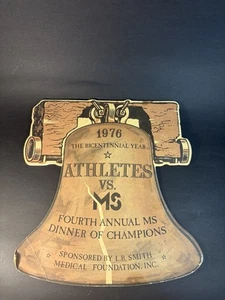 1976
THE BICENTENNIAL YEAR
ATHLETES
VS.
MS
FOURTH ANNUAL MS
DINNER OF CHAMPIONS
SPONSORED BY L.B. SMITH
MEDICAL FOUNDATION, INC.